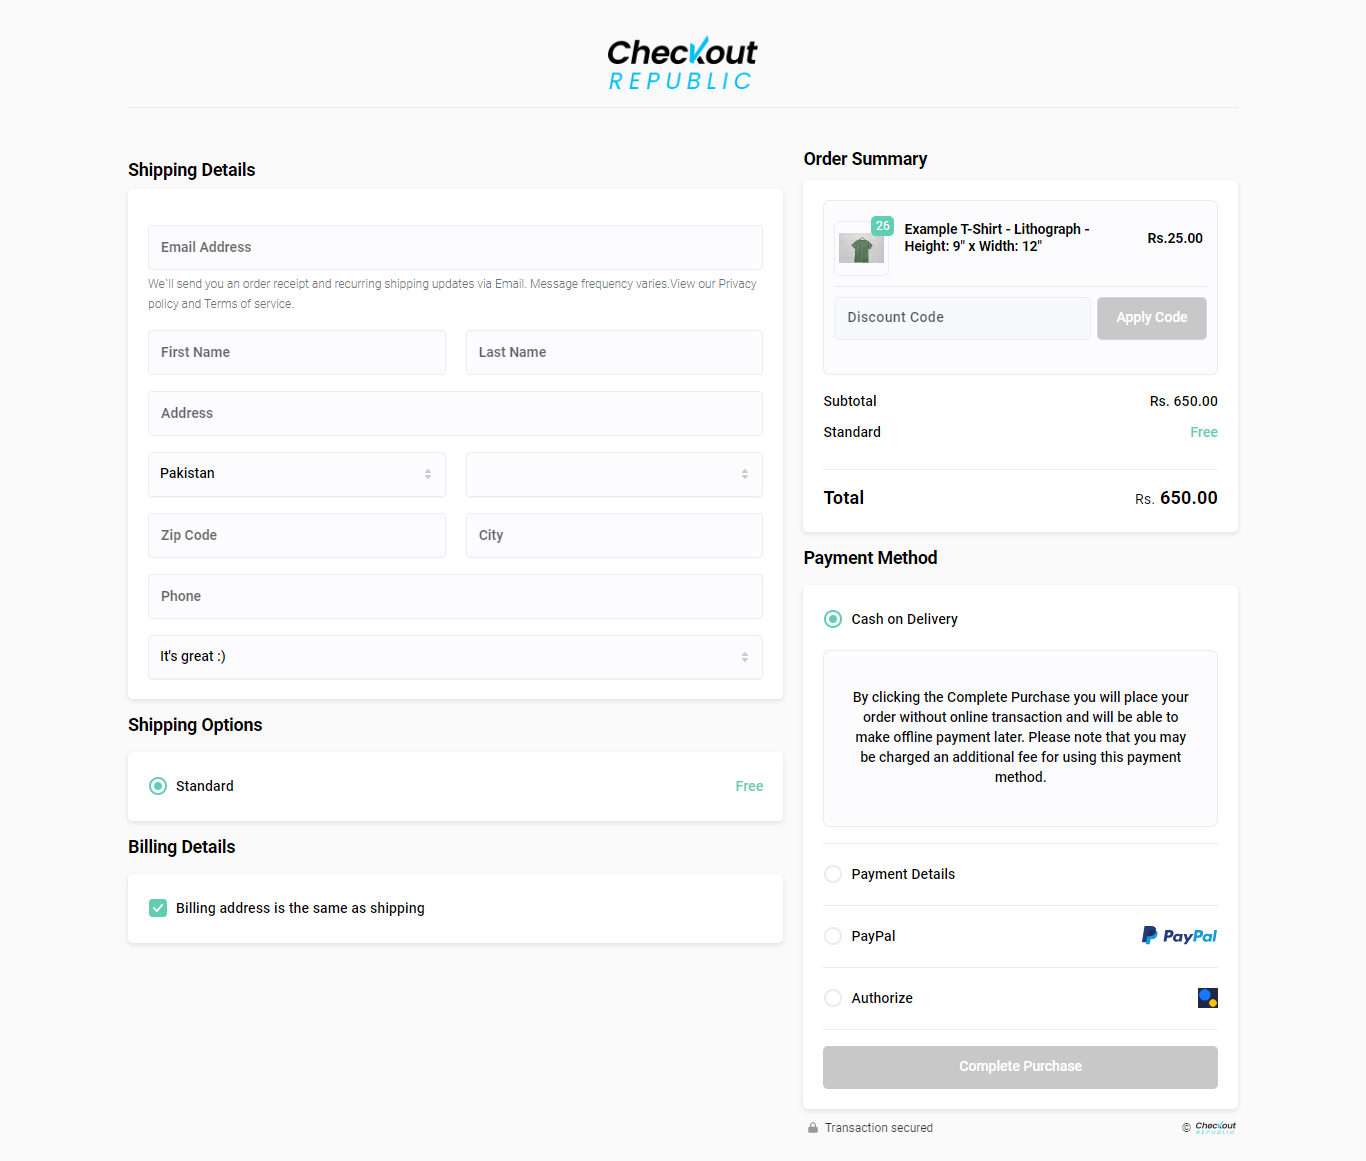 Checkout
REPUBLIC
Shipping Details
Email Address
We`ll send you an order receipt and recurring shipping updates via Email. Message frequency varies.View our Privacy
policy and Terms of service.
First Name
Last Name
Address
Pakistan
Zip Code
City
Phone
It's great :)
Shipping Options
Standard
Free
Billing Details
Billing address is the same as shipping
Order Summary
26
Example T-Shirt - Lithograph -
Height: 9" x Width: 12"
Rs.25.00
Discount Code
Apply Code
Subtotal
Rs. 650.00
Standard
Free
Total
Rs. 650.00
Payment Method
Cash on Delivery
By clicking the Complete Purchase you will place your
order without online transaction and will be able to
make offline payment later. Please note that you may
be charged an additional fee for using this payment
method.
Payment Details
PayPal
PayPal
Authorize
Complete Purchase
Transaction secured
© Checkout
REPUBLIC